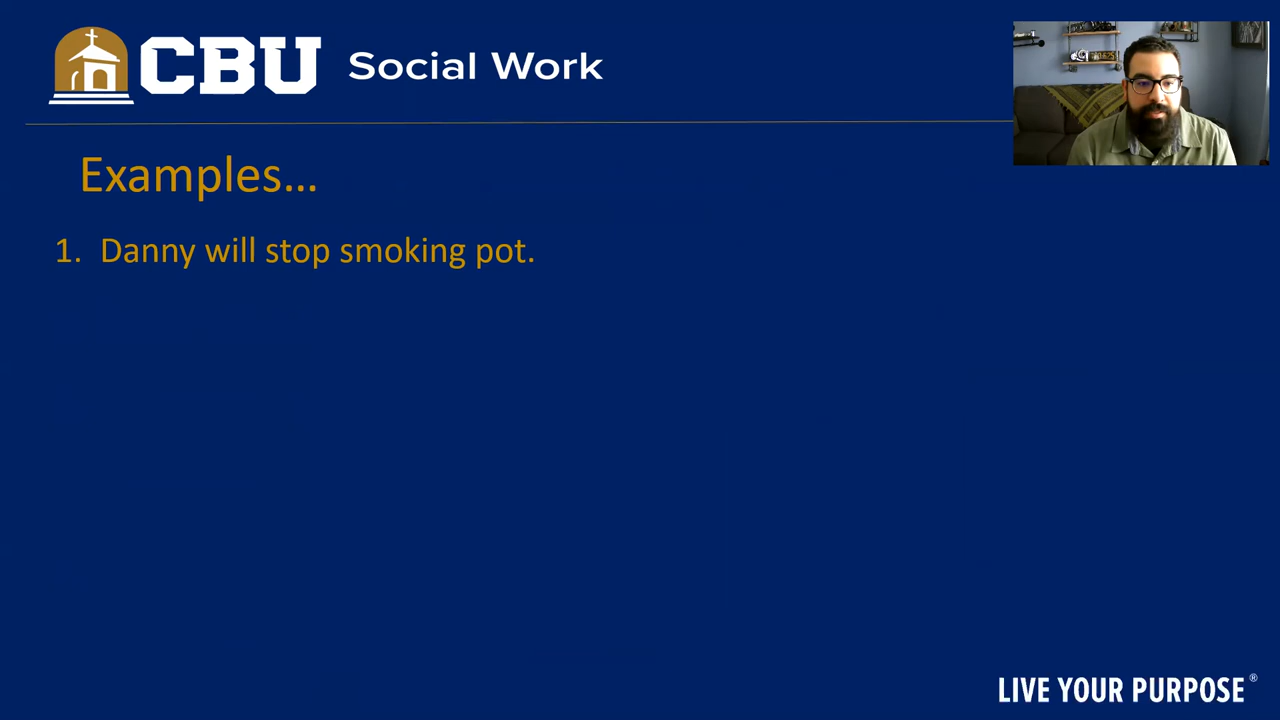 CBU Social Work
Examples...
1. Danny will stop smoking pot.
LIVE YOUR PURPOSE®